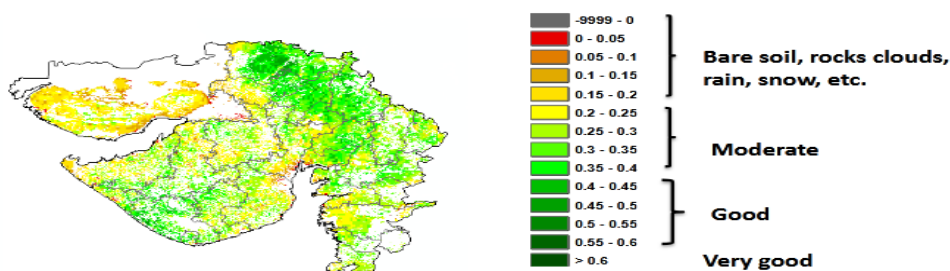 -9999 - 0
0 - 0.05
0.05 - 0.1
0.1 - 0.15
0.15 - 0.2
0.2 - 0.25
0.25 - 0.3
0.3 - 0.35
0.35 - 0.4
0.4 - 0.45
0.45 - 0.5
0.5 - 0.55
0.55 - 0.6
> 0.6
Bare soil, rocks clouds,
rain, snow, etc.
Moderate
Good
Very good